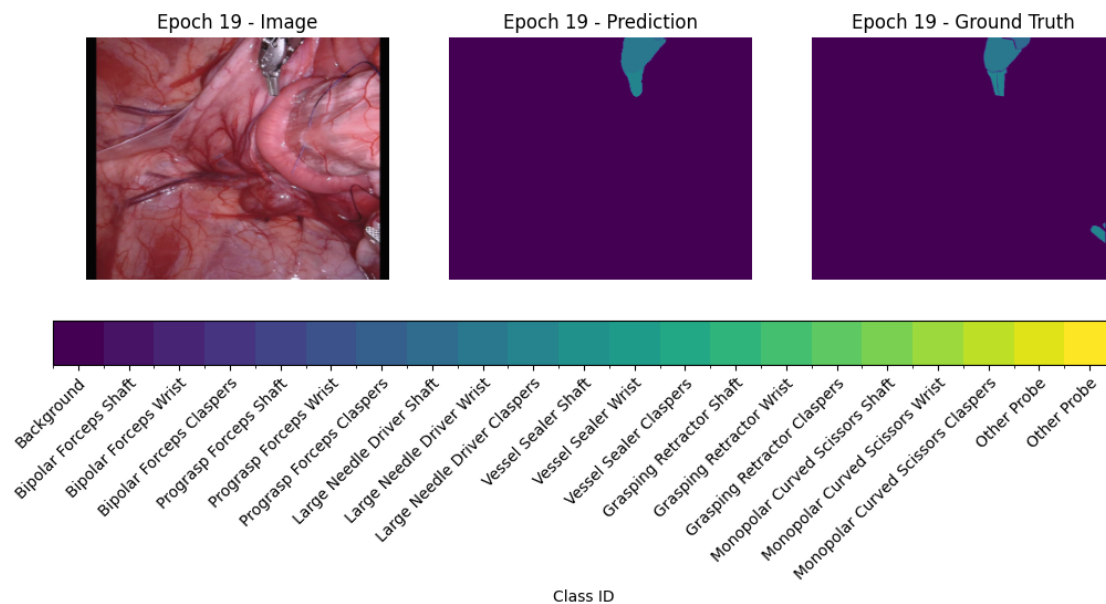 Epoch 19 - Image
Epoch 19 - Prediction
Epoch 19 - Ground Truth
Background
Bipolar Forceps Shaft
Bipolar Forceps Wrist
Bipolar Forceps Claspers
Prograsp Forceps Shaft
Prograsp Forceps Wrist
Prograsp Forceps Claspers
Large Needle Driver Shaft
Large Needle Driver Wrist
Large Needle Driver Claspers
Vessel Sealer Shaft
Vessel Sealer Wrist
Vessel Sealer Claspers
Grasping Retractor Shaft
Grasping Retractor Wrist
Grasping Retractor Claspers
Monopolar Curved Scissors Shaft
Monopolar Curved Scissors Wrist
Monopolar Curved Scissors Claspers
Other Probe
Other Probe
Class ID